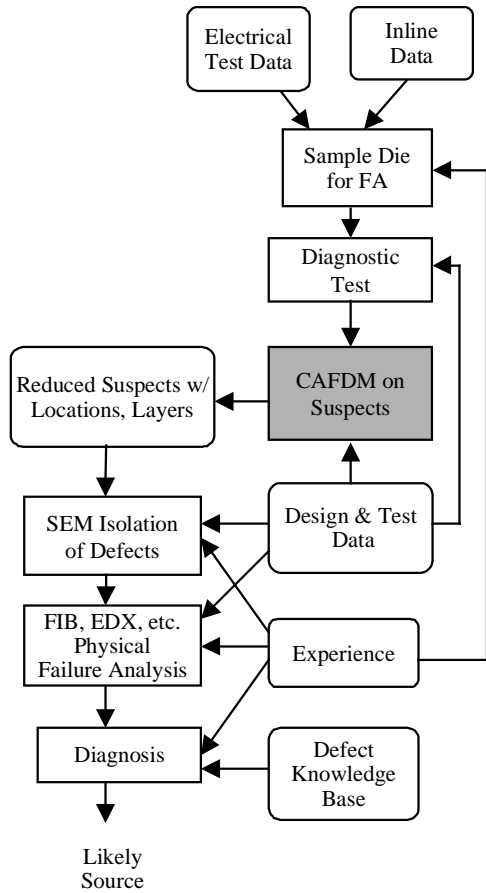 Electrical
Test Data
Inline
Data
Sample Die
for FA
Diagnostic
Test
CAFDM on
Suspects
Reduced Suspects w/
Locations, Layers
SEM Isolation
of Defects
Design & Test
Data
FIB, EDX, etc.
Physical
Failure Analysis
Experience
Diagnosis
Defect
Knowledge
Base
Likely
Source